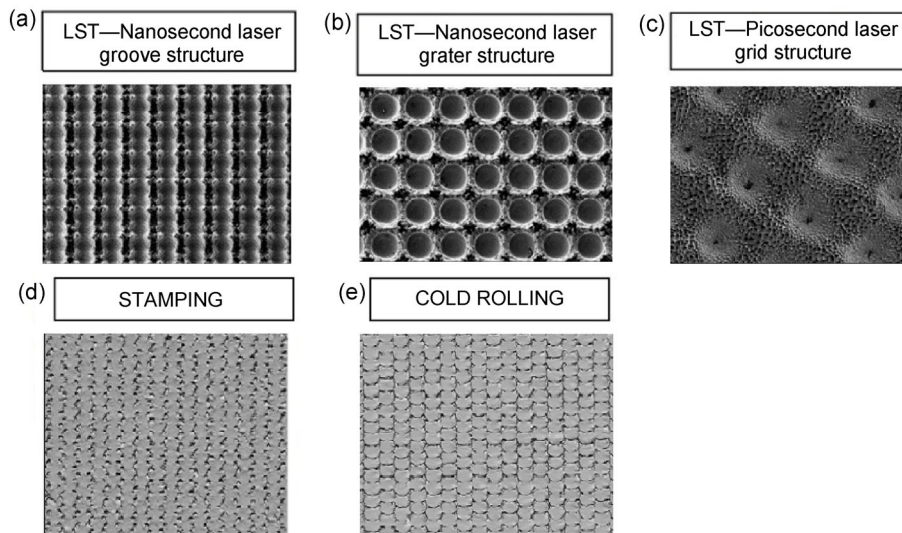 (a)
LST—Nanosecond laser
groove structure
(b)
LST—Nanosecond laser
grater structure
(c)
LST—Picosecond laser
grid structure
(d)
STAMPING
(e)
COLD ROLLING